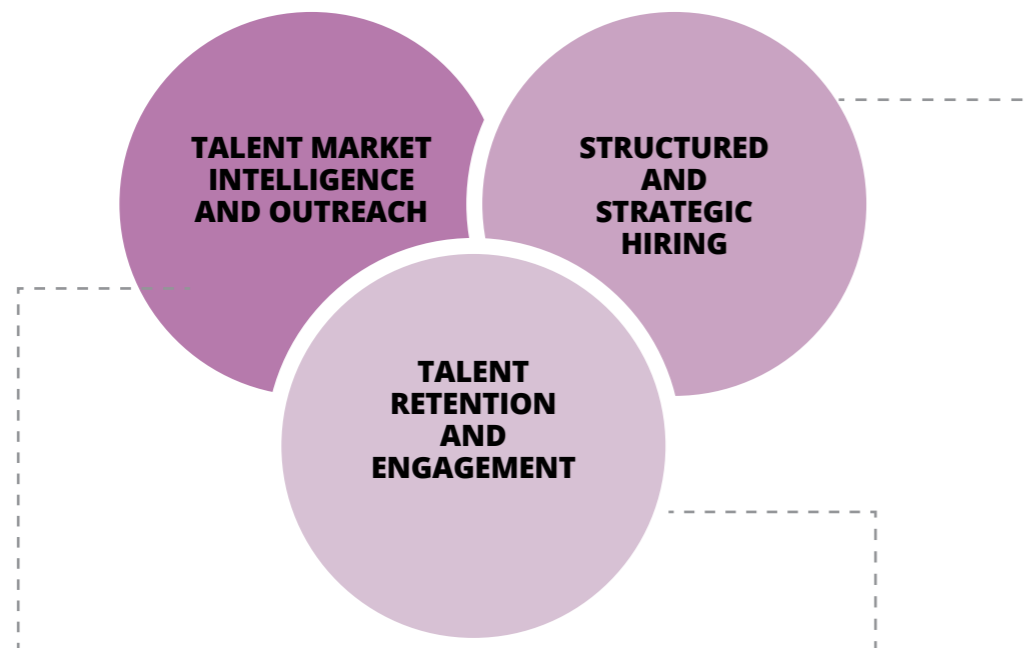 TALENT MARKET
INTELLIGENCE
AND OUTREACH
STRUCTURED
AND
STRATEGIC
HIRING
TALENT
RETENTION
AND
ENGAGEMENT